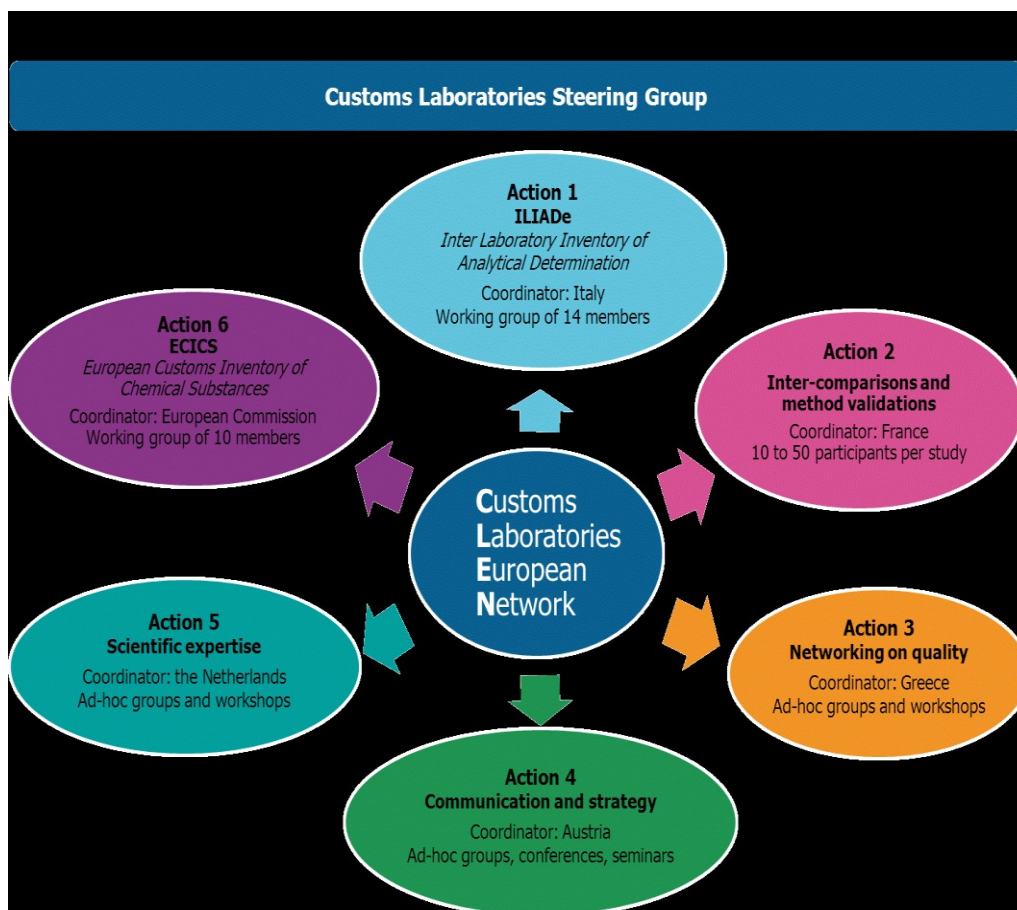 Customs Laboratories Steering Group
Action 1
ILIADe
Inter Laboratory Inventory of
Analytical Determination
Coordinator: Italy
Working group of 14 members
Action 2
Inter-comparisons and
method validations
Coordinator: France
10 to 50 participants per study
Action 3
Networking on quality
Coordinator: Greece
Ad-hoc groups and workshops
Action 4
Communication and strategy
Coordinator: Austria
Ad-hoc groups, conferences, seminars
Action 5
Scientific expertise
Coordinator: the Netherlands
Ad-hoc groups and workshops
Action 6
ECICS
European Customs Inventory of
Chemical Substances
Coordinator: European Commission
Working group of 10 members
Customs
Laboratories
European
Network